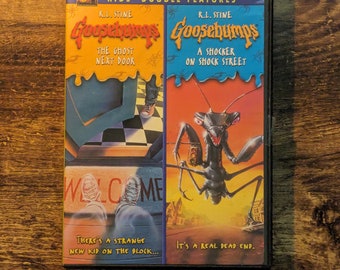 KIDS DOUBLE FEATURES
R.L. STINE
Goosebumps
THE GHOST
NEXT DOOR
WELCOME
THERE'S A STRANGE
NEW KID ON THE BLOCK...
R.L. STINE
Goosebumps
A SHOCKER
ON SHOCK STREET
IT'S A REAL DEAD END.